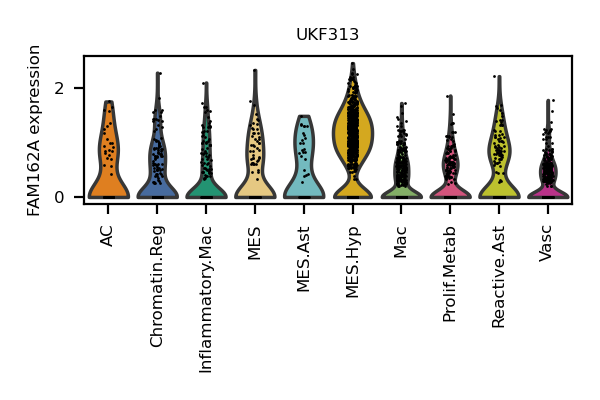 UKF313
FAM162A expression
2
0
AC
Chromatin.Reg
Inflammatory.Mac
MES
MES.Ast
MES.Hyp
Mac
Prolif.Metab
Reactive.Ast
Vasc